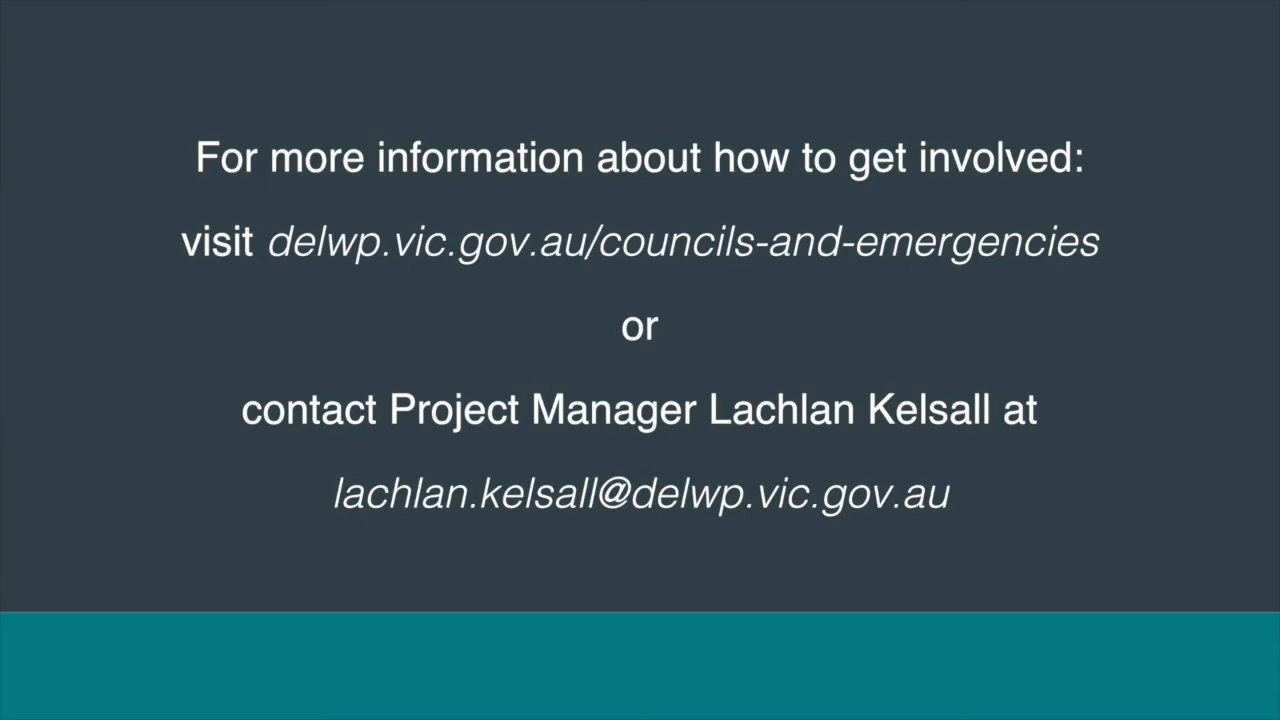 For more information about how to get involved:
visit delwp.vic.gov.au/councils-and-emergencies
or
contact Project Manager Lachlan Kelsall at
lachlan.kelsall@delwp.vic.gov.au